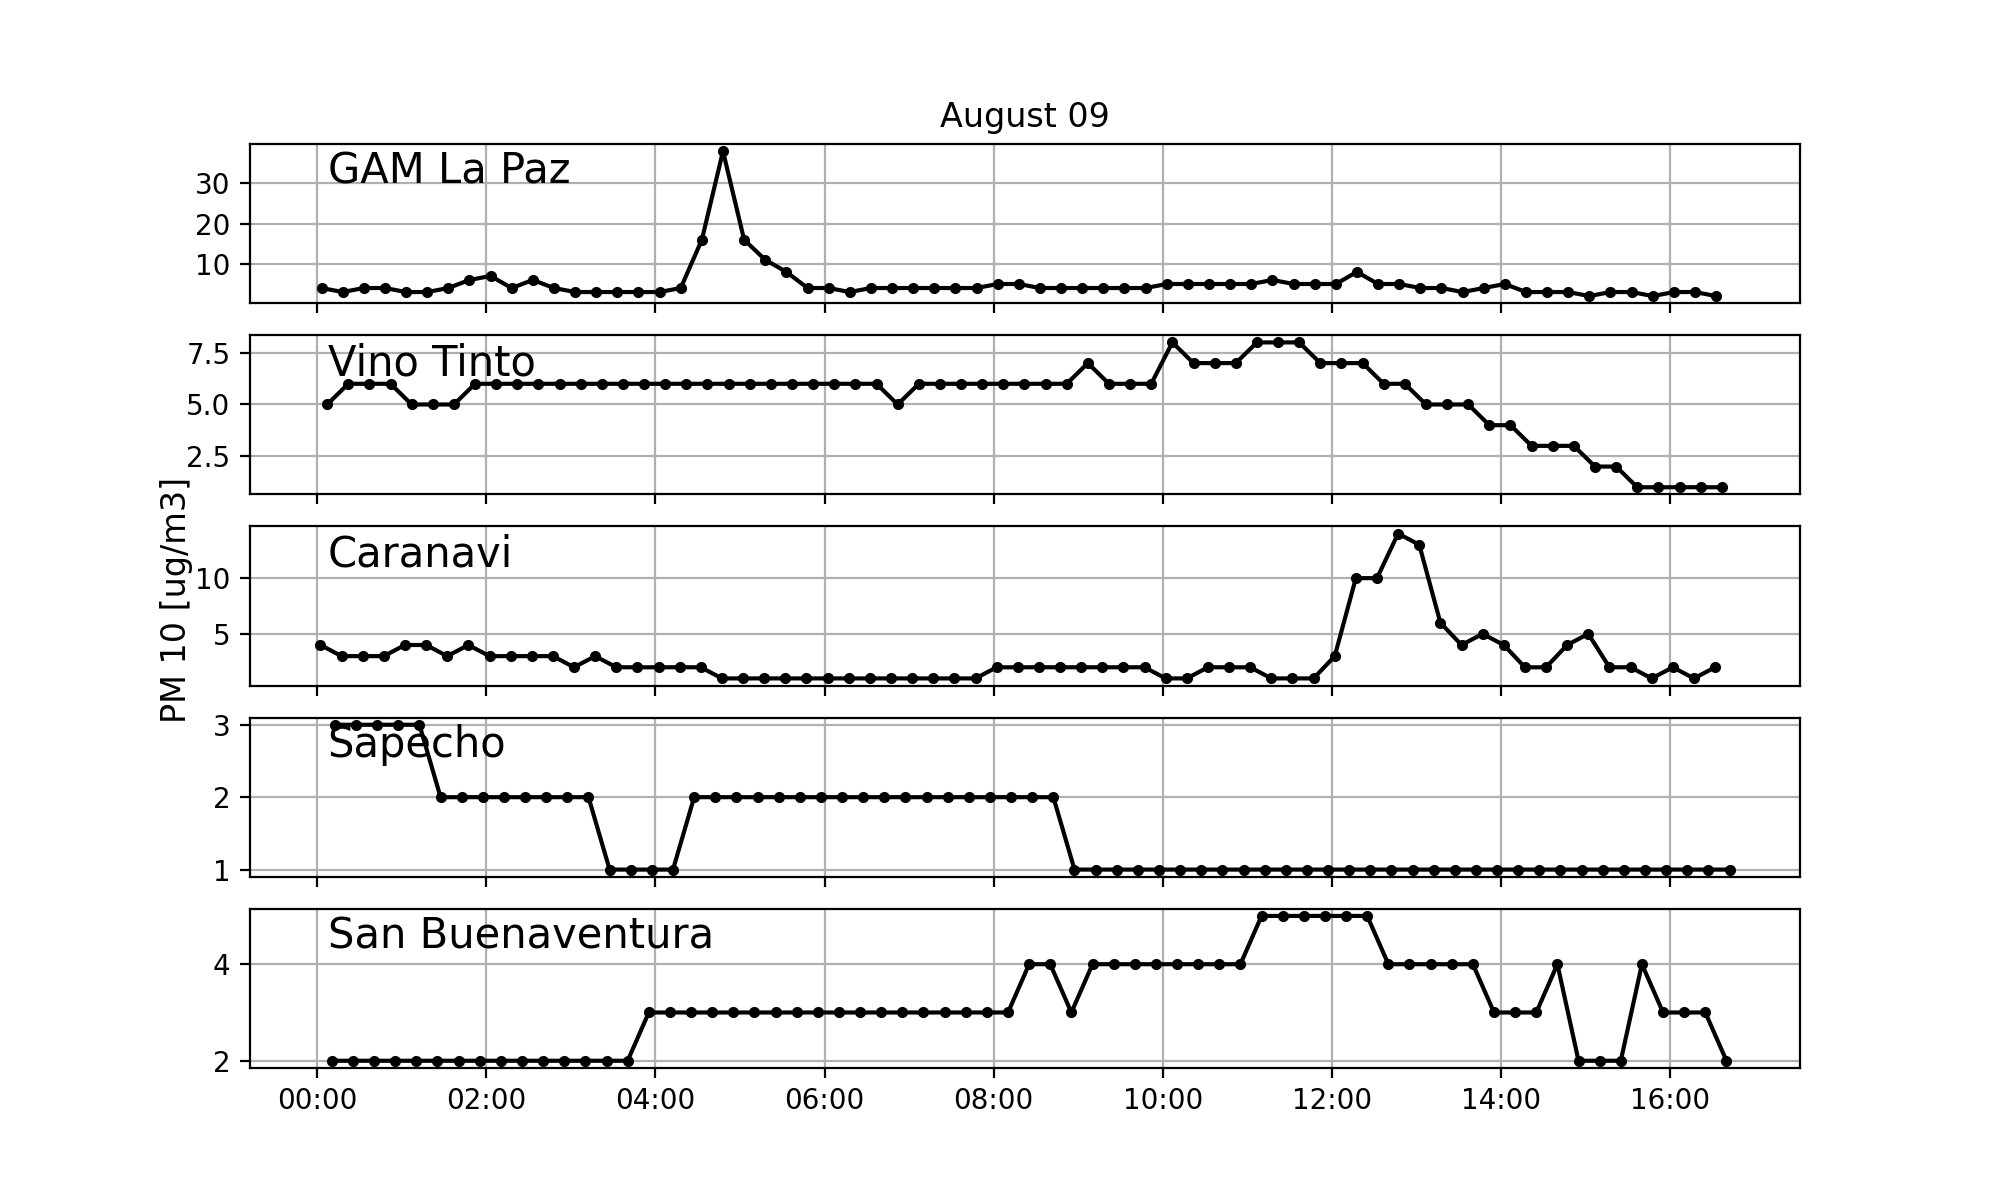 August 09
GAM La Paz
30
20
10
Vino Tinto
7.5
5.0
2.5
PM 10 [ug/m3]
Caranavi
10
5
Sapecho
3
2
1
San Buenaventura
4
2
00:00 02:00 04:00 06:00 08:00 10:00 12:00 14:00 16:00